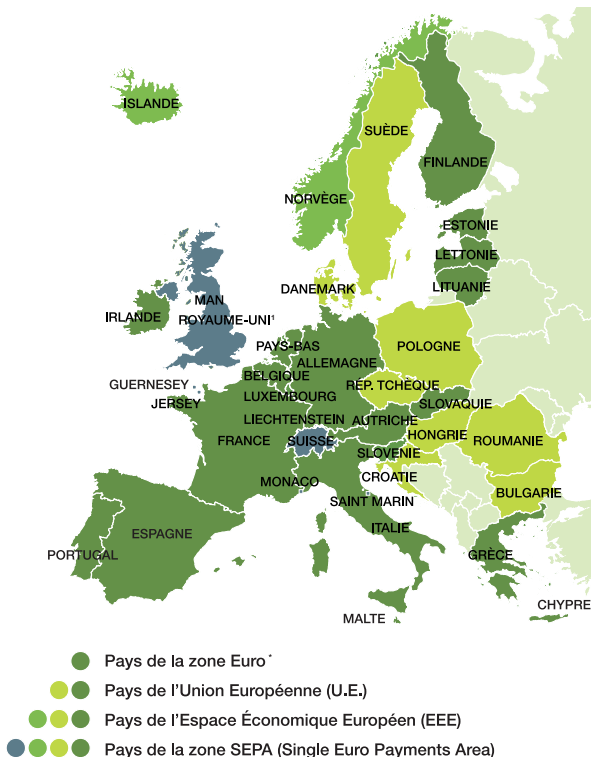 ISLANDE
SUÈDE
FINLANDE
NORVÈGE
ESTONIE
LETTONIE
LITUANIE
DANEMARK
MAN
IRLANDE
ROYAUME-UNI¹
PAYS-BAS
POLOGNE
ALLEMAGNE
BELGIQUE
RÉP. TCHÈQUE
GUERNESEY
LUXEMBOURG
JERSEY
SLOVAQUIE
LIECHTENSTEIN
AUTRICHE
FRANCE
SUISSE
HONGRIE
ROUMANIE
SLOVENIE
CROATIE
MONACO
BULGARIE
SAINT MARIN
ITALIE
ESPAGNE
PORTUGAL
GRÈCE
CHYPRE
MALTE
Pays de la zone Euro*
Pays de l'Union Européenne (U.E.)
Pays de l'Espace Économique Européen (EEE)
Pays de la zone SEPA (Single Euro Payments Area)